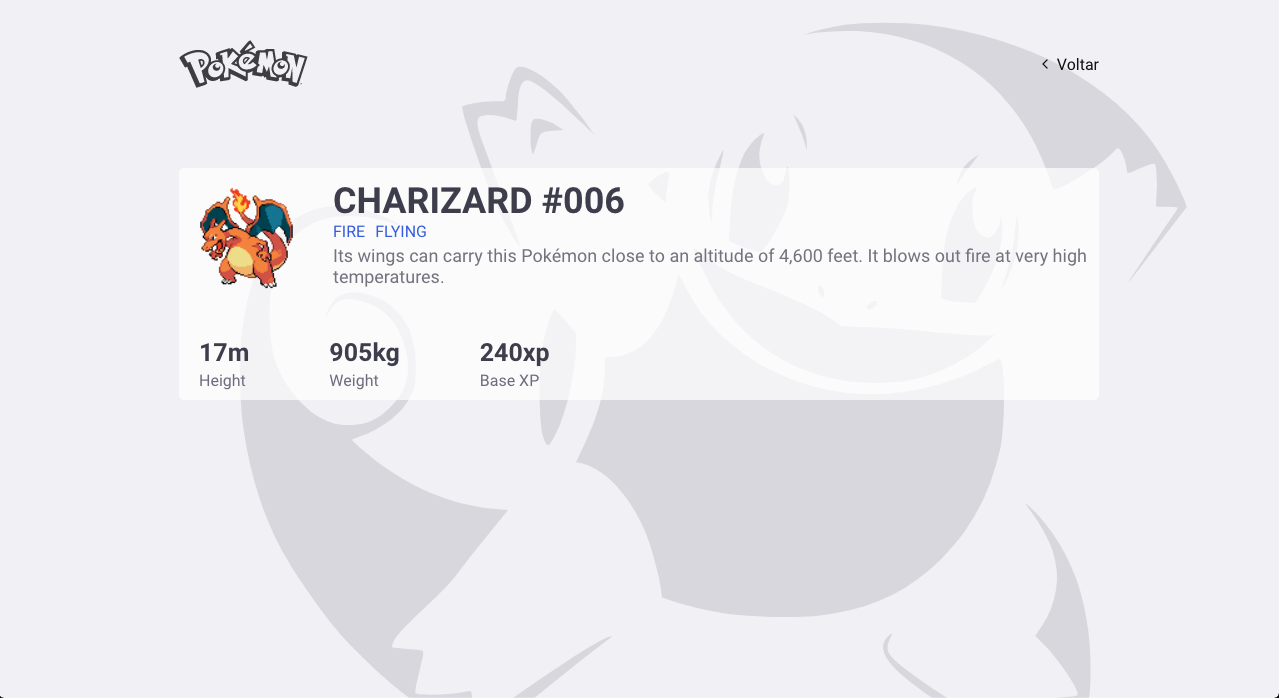 POKéMON
Voltar
CHARIZARD #006
FIRE FLYING
Its wings can carry this Pokémon close to an altitude of 4,600 feet. It blows out fire at very high
temperatures.
17m 905kg 240xp
Height Weight Base XP